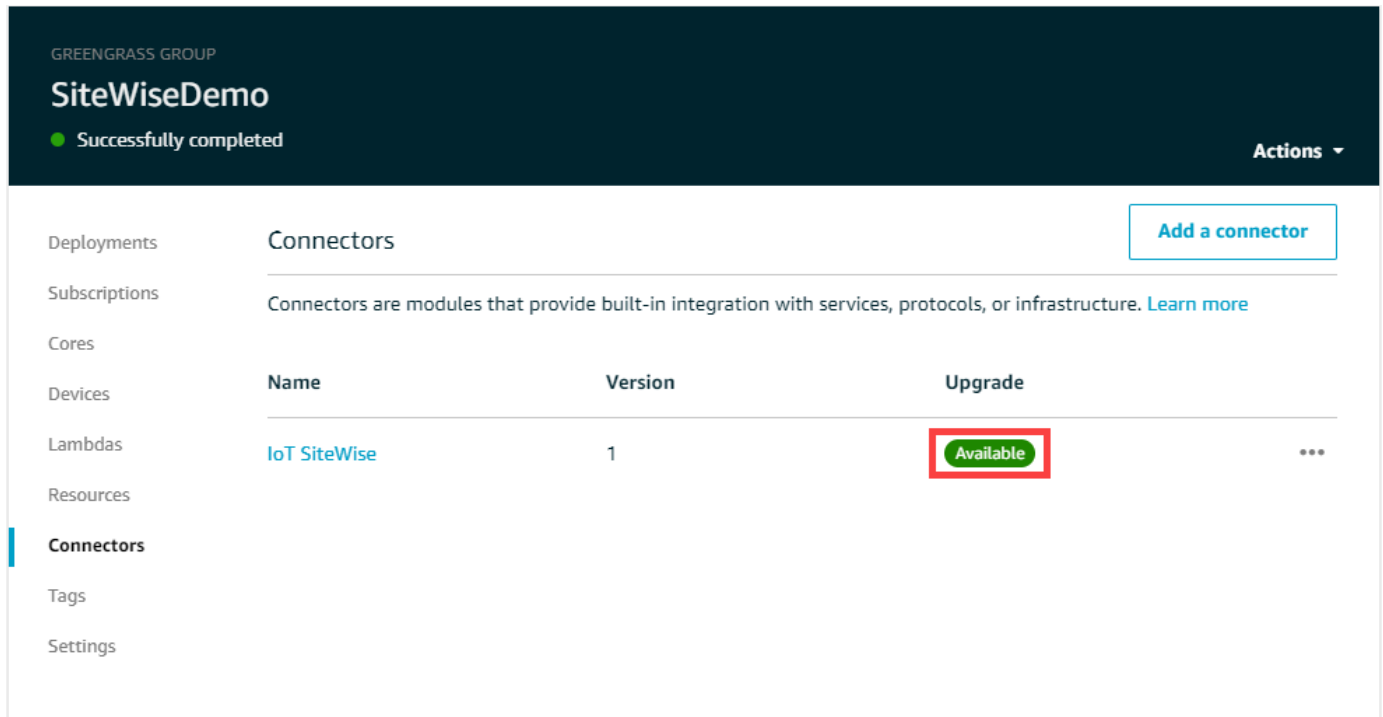 GREENGRASS GROUP
SiteWiseDemo
Successfully completed
Actions
Deployments
Subscriptions
Cores
Devices
Lambdas
Resources
Connectors
Tags
Settings
Connectors
Add a connector
Connectors are modules that provide built-in integration with services, protocols, or infrastructure. Learn more
Name Version Upgrade
IoT SiteWise 1 Available